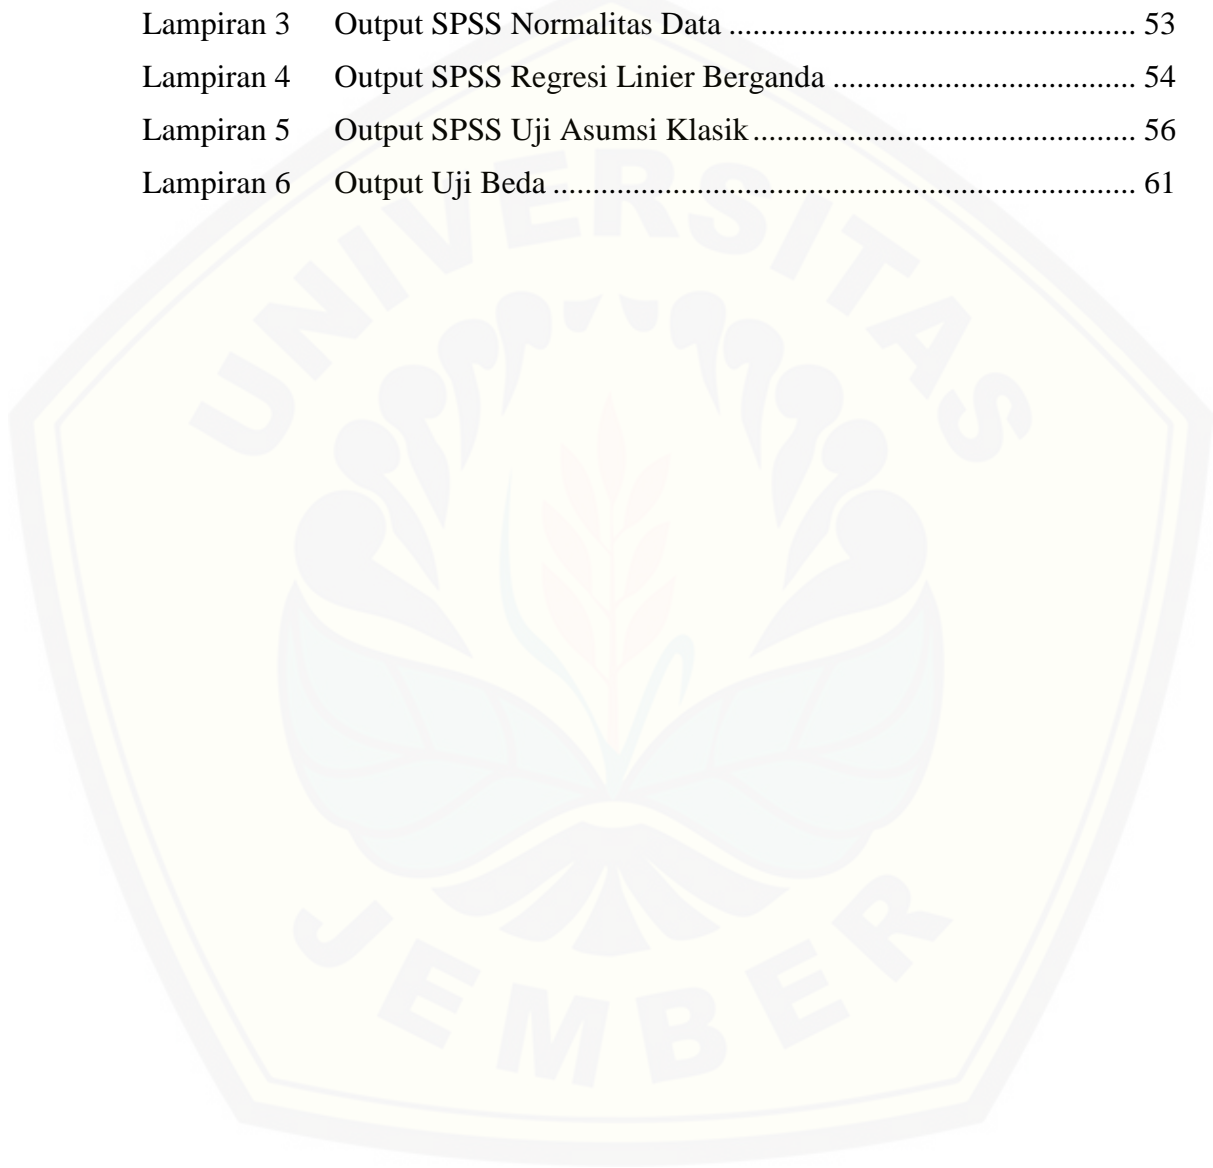 Lampiran 3 Output SPSS Normalitas Data .................................................... 53
Lampiran 4 Output SPSS Regresi Linier Berganda ....................................... 54
Lampiran 5 Output SPSS Uji Asumsi Klasik ................................................. 56
Lampiran 6 Output Uji Beda .......................................................................... 61
UNIVERSITAS
JEMBER